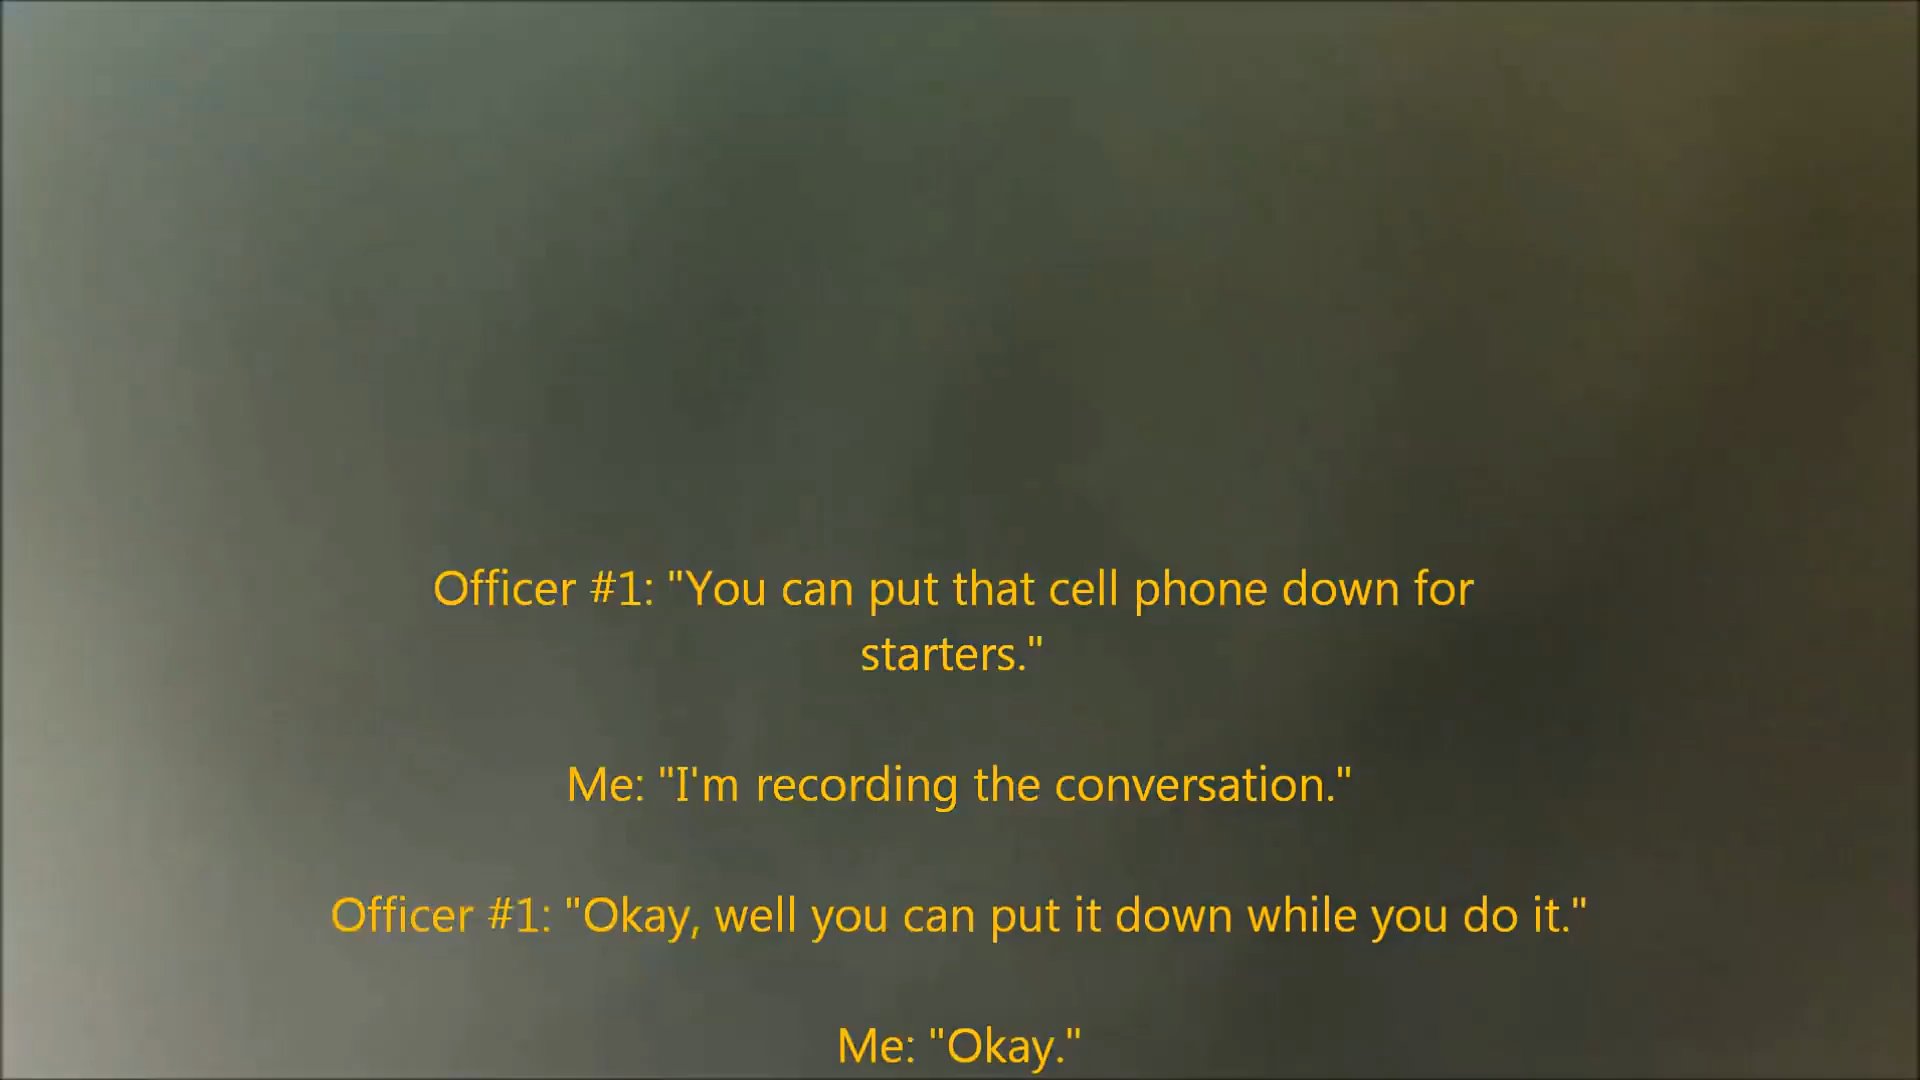 Officer #1: "You can put that cell phone down for
starters."
Me: "I'm recording the conversation."
Officer #1: "Okay, well you can put it down while you do it."
Me: "Okay."